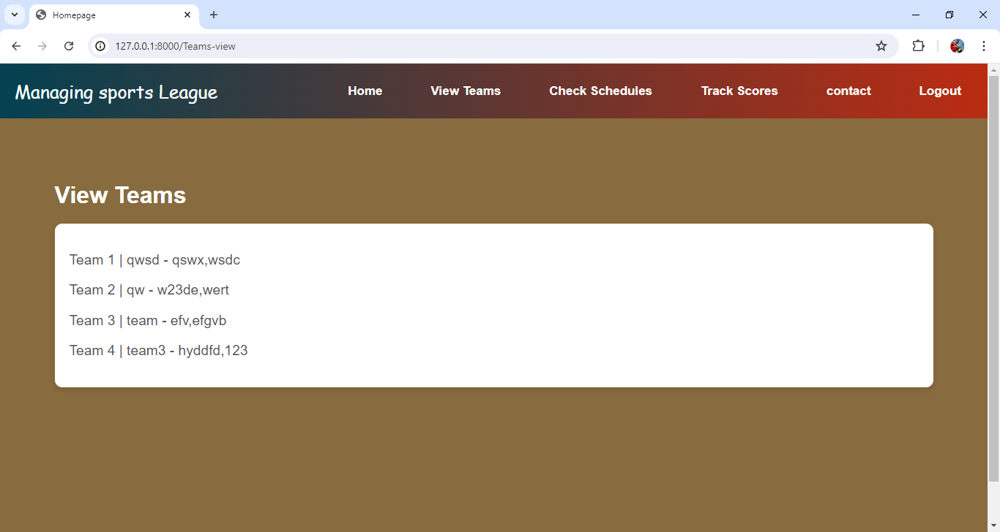 Homepage
127.0.0.1:8000/Teams-view
Managing sports League Home View Teams Check Schedules Track Scores contact Logout
View Teams
Team 1 | qwsd - qswx,wsdc
Team 2 | qw - w23de,wert
Team 3 | team - efv,efgvb
Team 4 | team3 - hyddfd,123